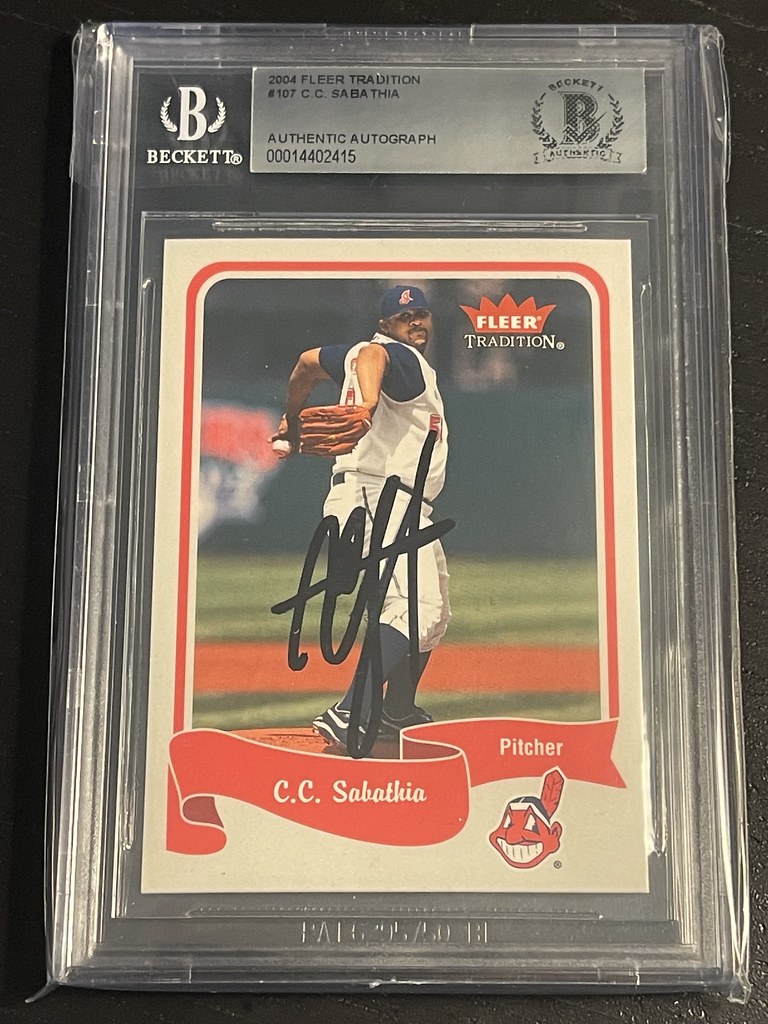 2004 FLEER TRADITION
#107 C.C. SABATHIA
AUTHENTIC AUTOGRAPH
00014402415
B
BECKETT®
BECKETT
B
AUTHENTIC
FLEER®
TRADITION®
Pitcher
C.C. Sabathia
®